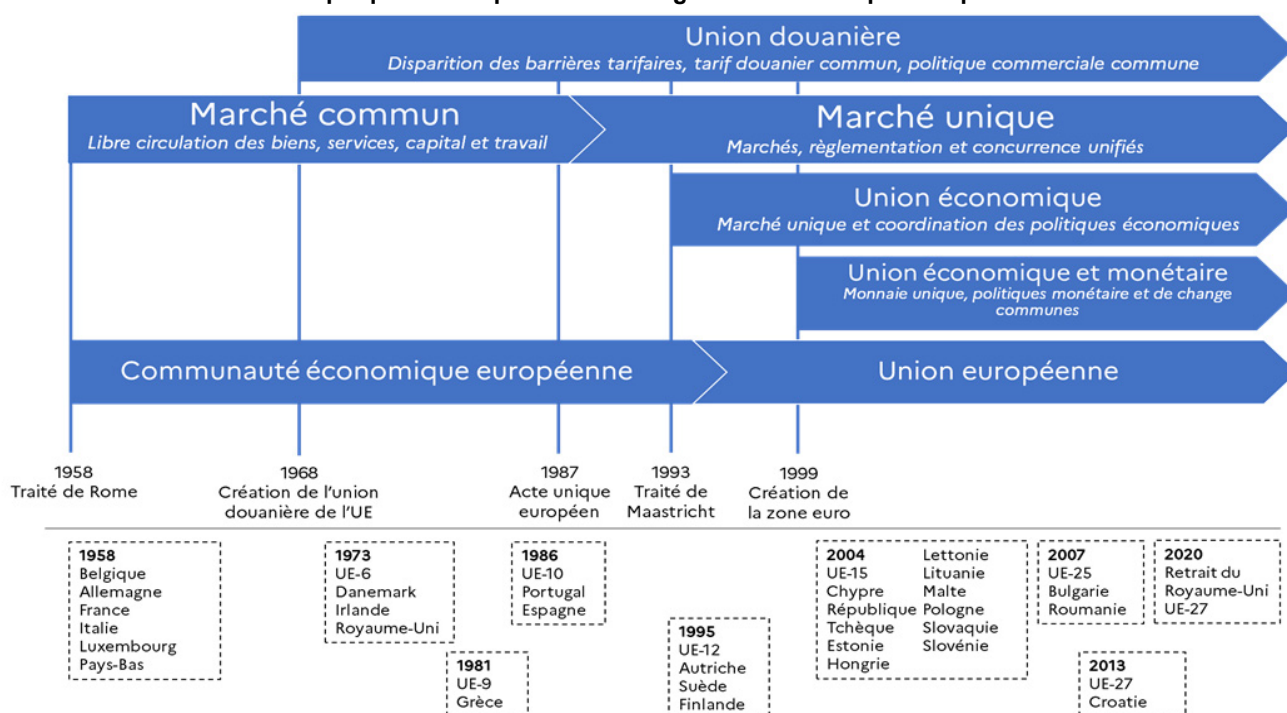 Union douanière
Disparition des barrières tarifaires, tarif douanier commun, politique commerciale commune
Marché commun
Libre circulation des biens, services, capital et travail
Marché unique
Marchés, règlementation et concurrence unifiés
Union économique
Marché unique et coordination des politiques économiques
Union économique et monétaire
Monnaie unique, politiques monétaire et de change
communes
Communauté économique européenne
Union européenne
1958
Traité de Rome
1968
Création de l'union
douanière de l'UE
1987
Acte unique
européen
1993
Traité de
Maastricht
1999
Création de
la zone euro
1958
Belgique
Allemagne
France
Italie
Luxembourg
Pays-Bas
1973
UE-6
Danemark
Irlande
Royaume-Uni
1981
UE-9
Grèce
1986
UE-10
Portugal
Espagne
1995
UE-12
Autriche
Suède
Finlande
2004
UE-15
Chypre
République
Tchèque
Estonie
Hongrie
Lettonie
Lituanie
Malte
Pologne
Slovaquie
Slovénie
2007
UE-25
Bulgarie
Roumanie
2013
UE-27
Croatie
2020
Retrait du
Royaume-Uni
UE-27